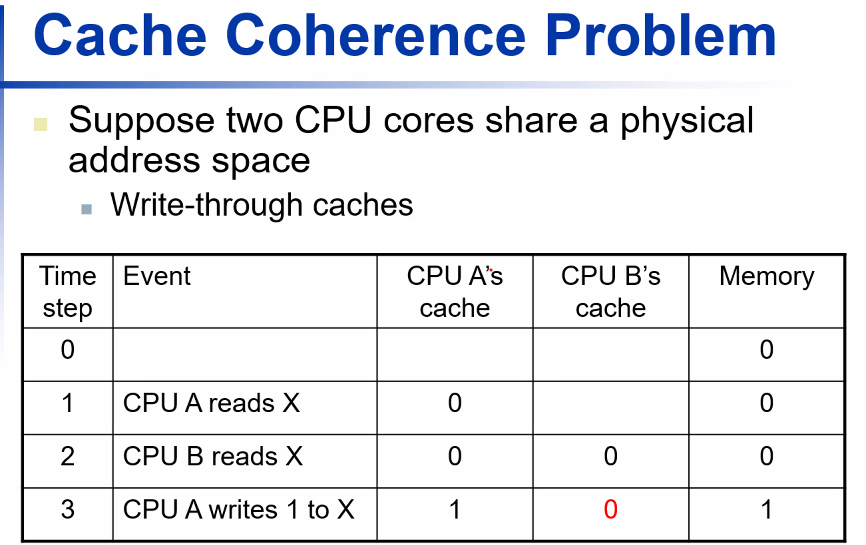 Cache Coherence Problem
Suppose two CPU cores share a physical
address space
Write-through caches
Time step Event CPU A's cache CPU B's cache Memory
0 0
1 CPU A reads X 0 0
2 CPU B reads X 0 0 0
3 CPU A writes 1 to X 1 0 1